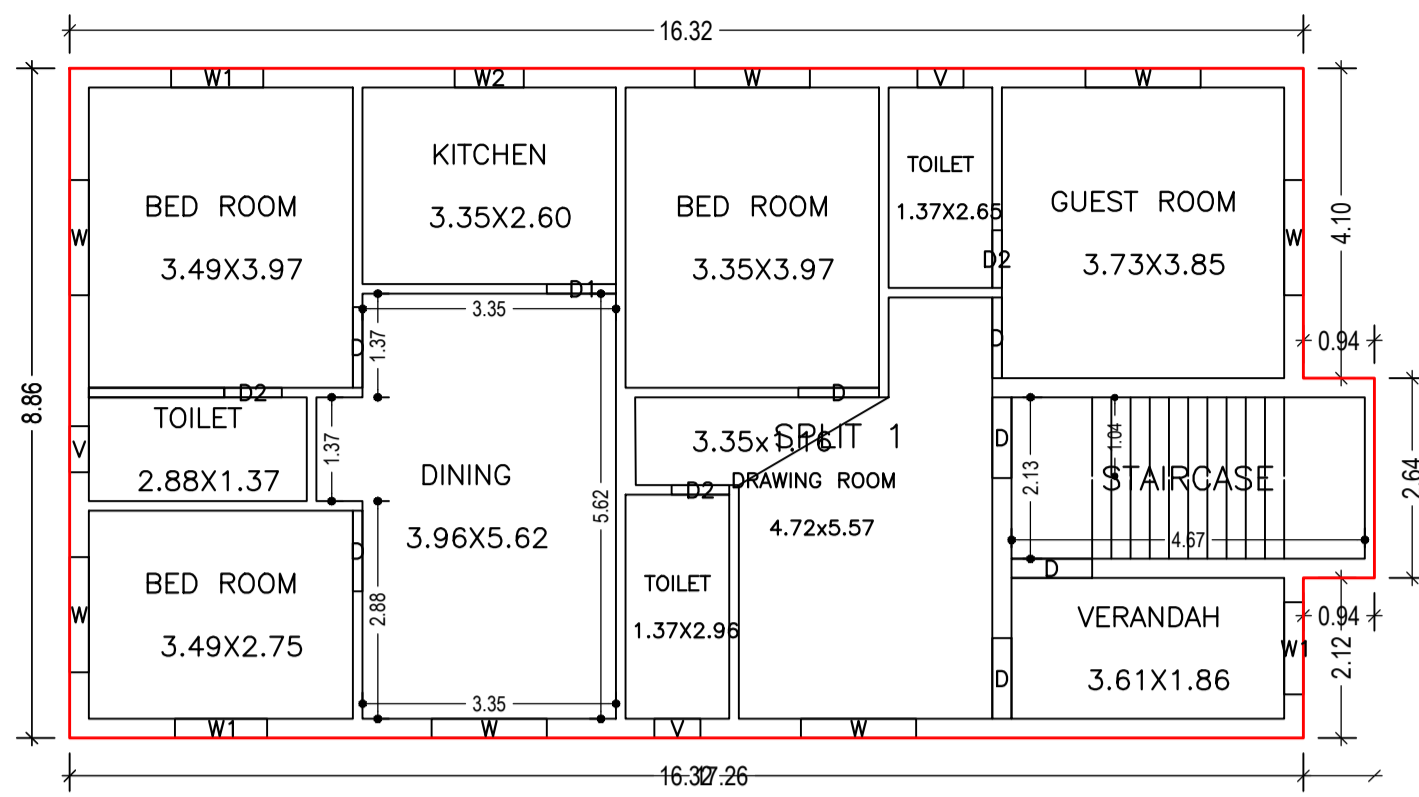 16.32
W1
W2
W
V
W
8.86
BED ROOM
3.49X3.97
KITCHEN
3.35X2.60
BED ROOM
3.35X3.97
TOILET
1.37X2.65
GUEST ROOM
3.73X3.85
W
W
4.10
D2
D1
3.35
1.37
D
D
0.94
D2
D
TOILET
2.88X1.37
V
1.37
DINING
3.96X5.62
5.62
3.35x1.16
SPLIT 1
DRAWING ROOM
4.72x5.57
D2
D
2.13
1.04
STAIRCASE
4.67
2.64
D
BED ROOM
3.49X2.75
W
D
2.88
TOILET
1.37X2.96
VERANDAH
3.61X1.86
D
W1
0.94
2.12
3.35
W1
W
V
W
16.32
17.26